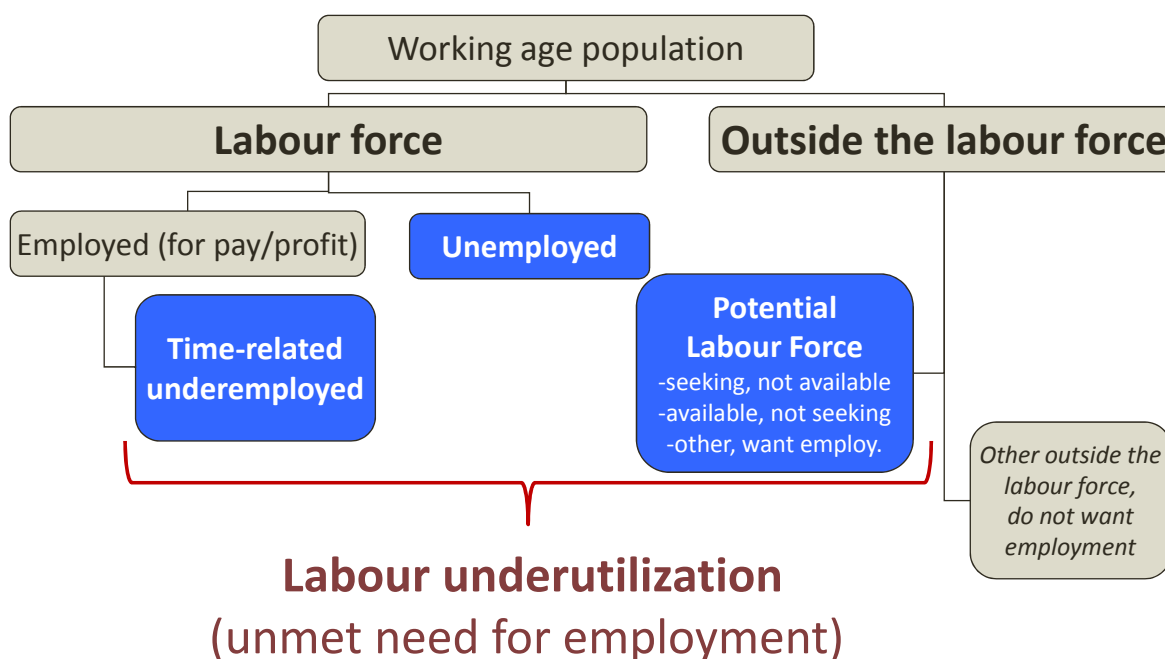 Working age population
Labour force
Outside the labour force
Employed (for pay/profit)
Unemployed
Time-related
underemployed
Potential
Labour Force
-seeking, not available
-available, not seeking
-other, want employ.
Other outside the
labour force,
do not want
employment
Labour underutilization
(unmet need for employment)